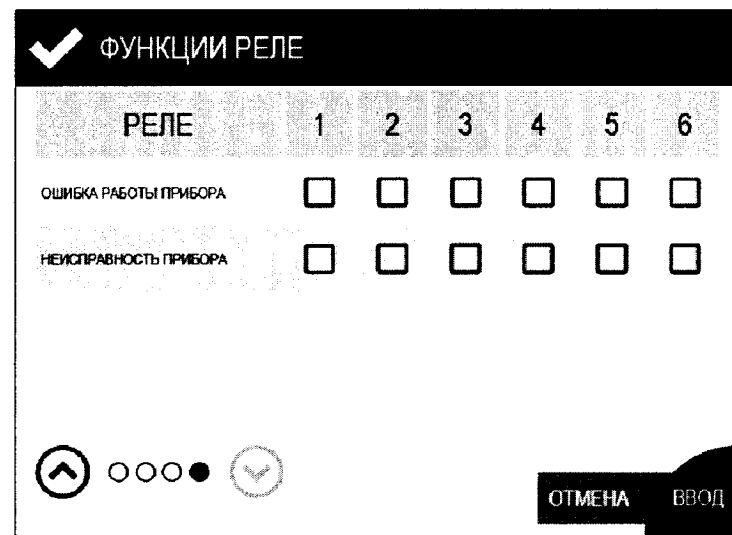 ФУНКЦИИ РЕЛЕ
РЕЛЕ 1 2 3 4 5 6
ОШИБКА РАБОТЫ ПРИБОРА
НЕИСПРАВНОСТЬ ПРИБОРА
ОТМЕНА ВВОД